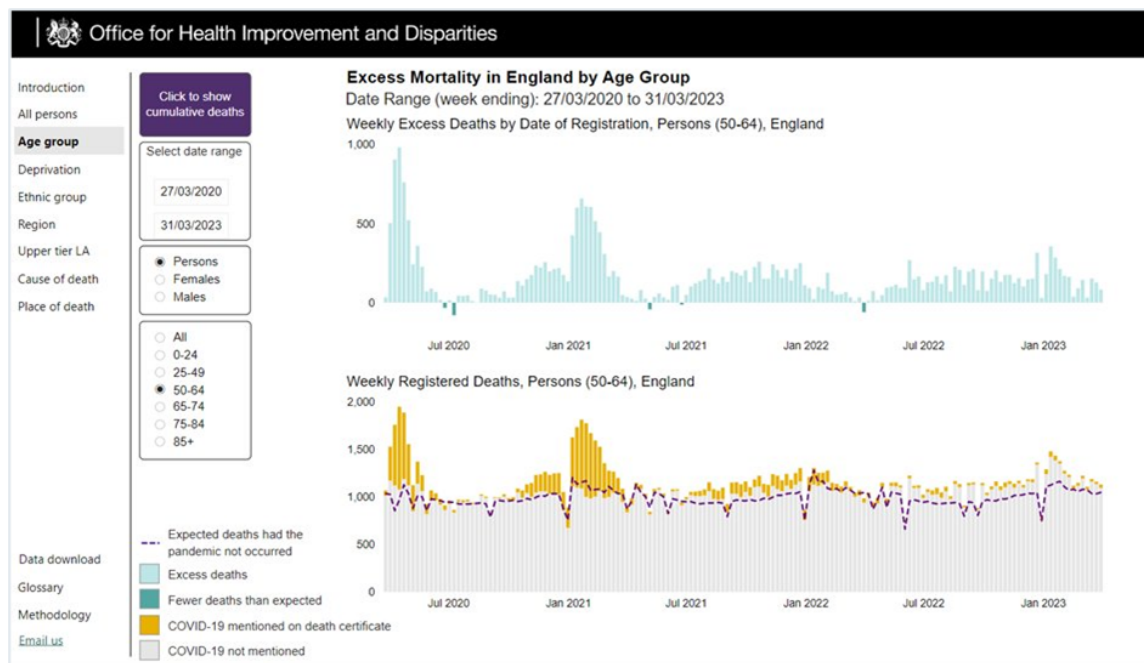 Office for Health Improvement and Disparities
Introduction
All persons
Age group
Deprivation
Ethnic group
Region
Upper tier LA
Cause of death
Place of death
Data download
Glossary
Methodology
Email us
Click to show
cumulative deaths
Select date range
27/03/2020
31/03/2023
Persons
Females
Males
All
0-24
25-49
50-64
65-74
75-84
85+
Expected deaths had the
pandemic not occurred
Excess deaths
Fewer deaths than expected
COVID-19 mentioned on death certificate
COVID-19 not mentioned
Excess Mortality in England by Age Group
Date Range (week ending): 27/03/2020 to 31/03/2023
Weekly Excess Deaths by Date of Registration, Persons (50-64), England
1,000
500
0
Jul 2020 Jan 2021 Jul 2021 Jan 2022 Jul 2022 Jan 2023
Weekly Registered Deaths, Persons (50-64), England
2,000
1,500
1,000
500
0
Jul 2020 Jan 2021 Jul 2021 Jan 2022 Jul 2022 Jan 2023